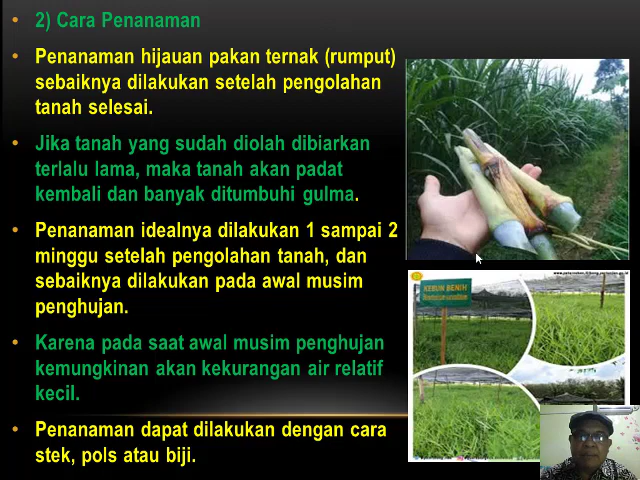 2) Cara Penanaman
Penanaman hijauan pakan ternak (rumput)
sebaiknya dilakukan setelah pengolahan
tanah selesai.
Jika tanah yang sudah diolah dibiarkan
terlalu lama, maka tanah akan padat
kembali dan banyak ditumbuhi gulma.
Penanaman idealnya dilakukan 1 sampai 2
minggu setelah pengolahan tanah, dan
sebaiknya dilakukan pada awal musim
penghujan.
Karena pada saat awal musim penghujan
kemungkinan akan kekurangan air relatif
kecil.
Penanaman dapat dilakukan dengan cara
stek, pols atau biji.
KEBUN BENIH